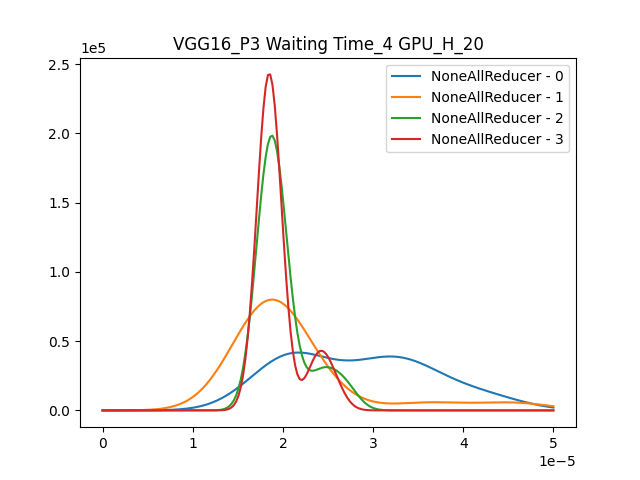 VGG16_P3 Waiting Time_4 GPU_H_20
1e5
2.5
2.0
1.5
1.0
0.5
0.0
NoneAllReducer - 0
NoneAllReducer - 1
NoneAllReducer - 2
NoneAllReducer - 3
0 1 2 3 4 5
1e−5